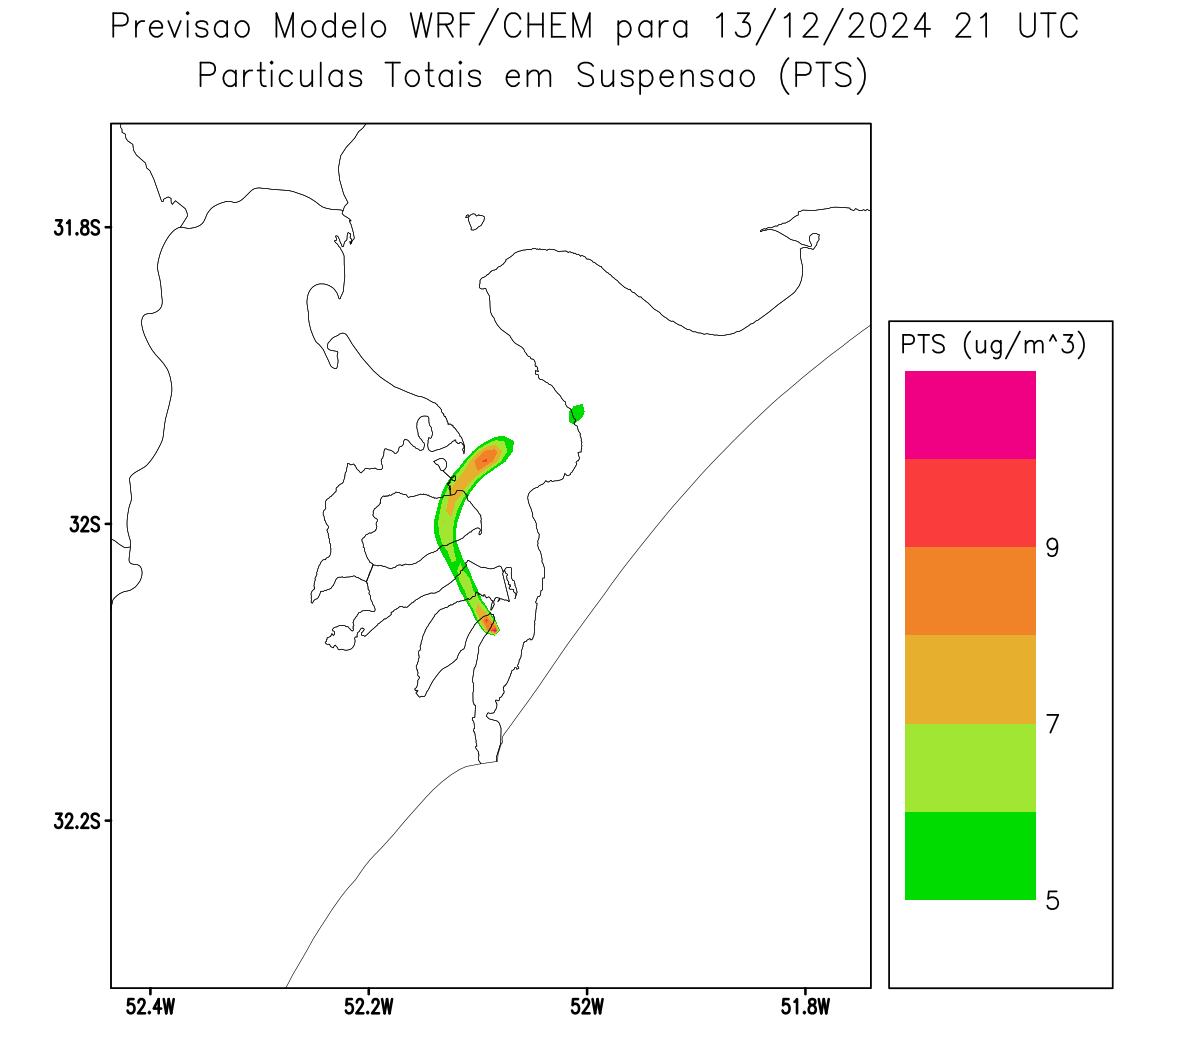 Previsao Modelo WRF/CHEM para 13/12/2024 21 UTC
Particulas Totais em Suspensao (PTS)
31.8S
32S
32.2S
52.4W
52.2W
52W
51.8W
PTS (ug/m^3)
9
7
5